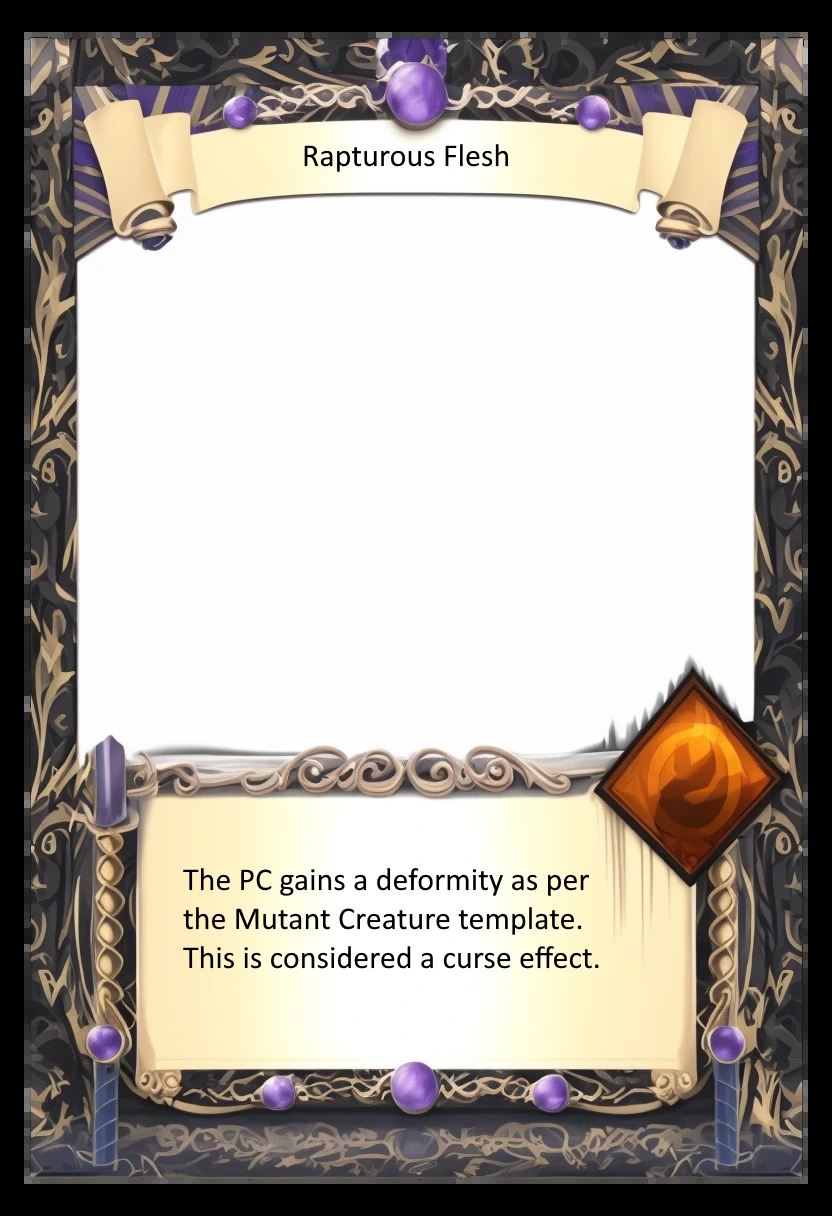 Rapturous Flesh
The PC gains a deformity as per
the Mutant Creature template.
This is considered a curse effect.